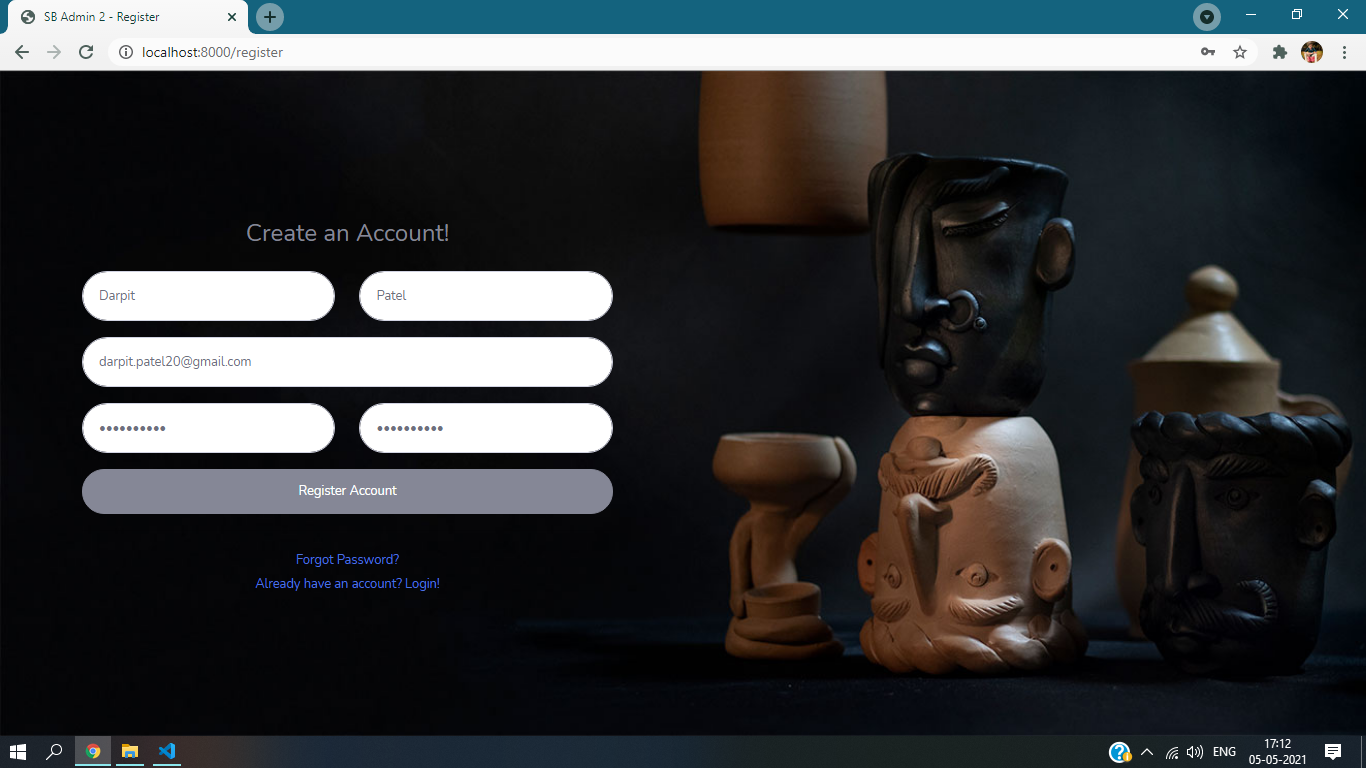 SB Admin 2 - Register
localhost:8000/register
Create an Account!
Darpit
Patel
darpit.patel20@gmail.com
••••••••••
••••••••••
Register Account
Forgot Password?
Already have an account? Login!
ENG
17:12
05-05-2021